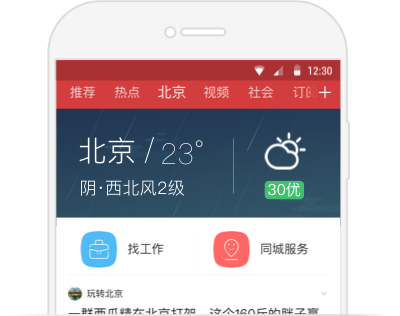 12:30
推荐 热点 北京 视频 社会 订 +
北京 / 23°
阴·西北风2级
30优
找工作 同城服务
玩转北京
一群西瓜精在北京打架，这个160斤的胖子赢